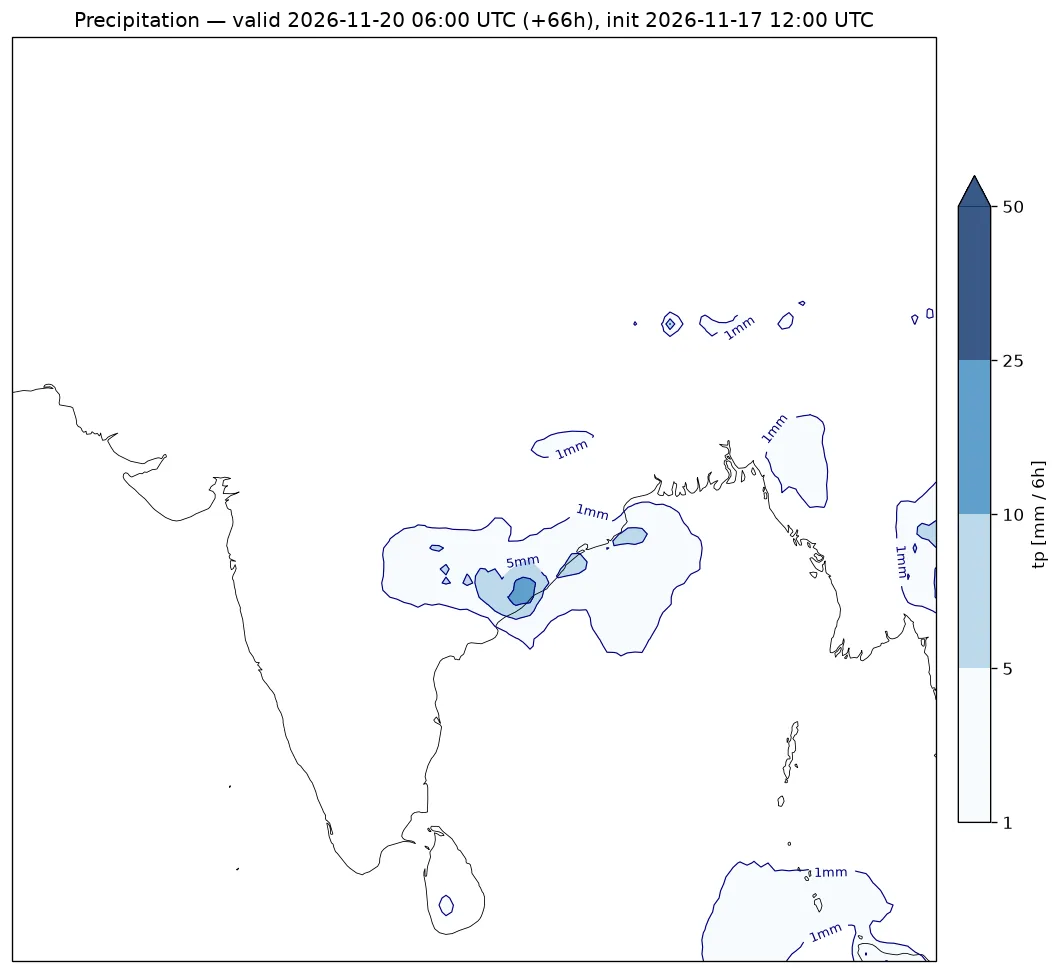 Precipitation — valid 2026-11-20 06:00 UTC (+66h), init 2026-11-17 12:00 UTC
50
1mm
25
1mm
1mm
1mm
10
5mm
1mm
tp [mm / 6h]
5
1
1mm
1mm